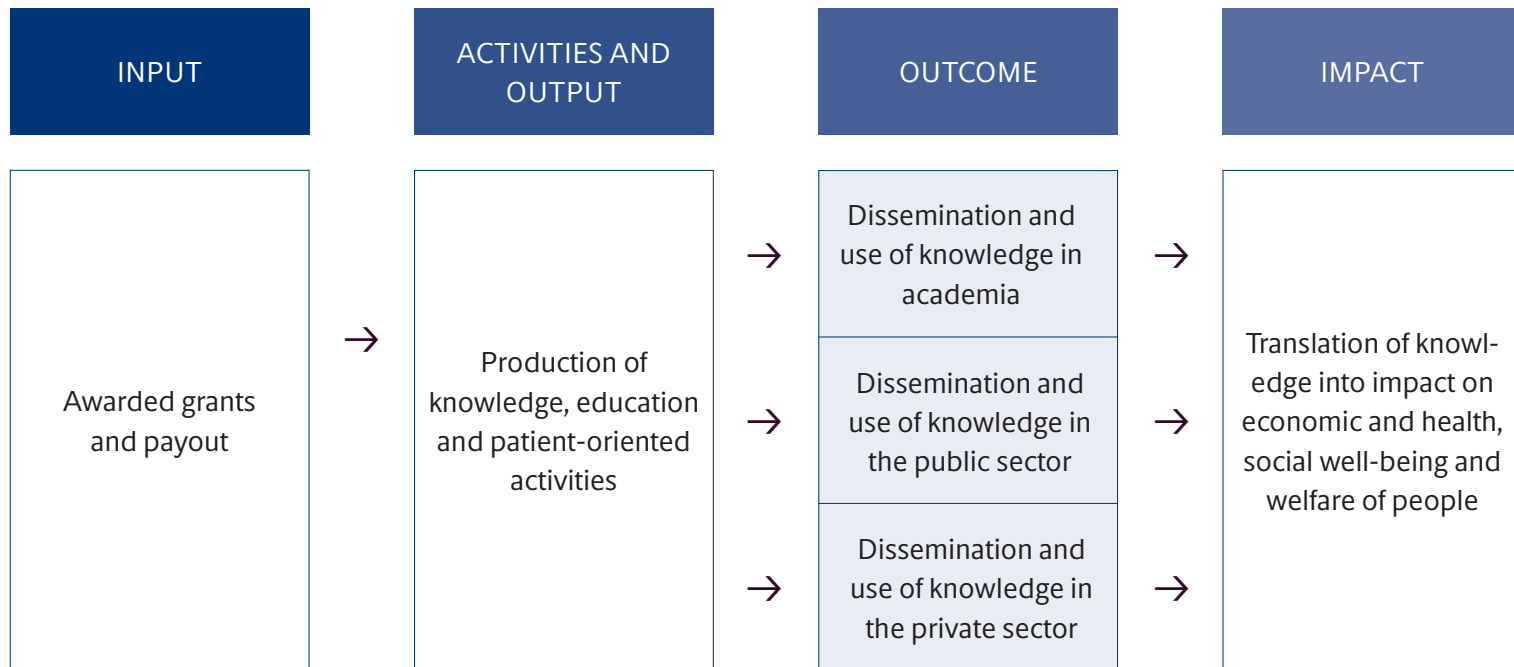 INPUT
ACTIVITIES AND
OUTPUT
OUTCOME
IMPACT
Awarded grants
and payout
→
Production of
knowledge, education
and patient-oriented
activities
→
Dissemination and
use of knowledge in
academia
→
→
Dissemination and
use of knowledge in
the public sector
→
→
Dissemination and
use of knowledge in
the private sector
→
Translation of knowl-
edge into impact on
economic and health,
social well-being and
welfare of people